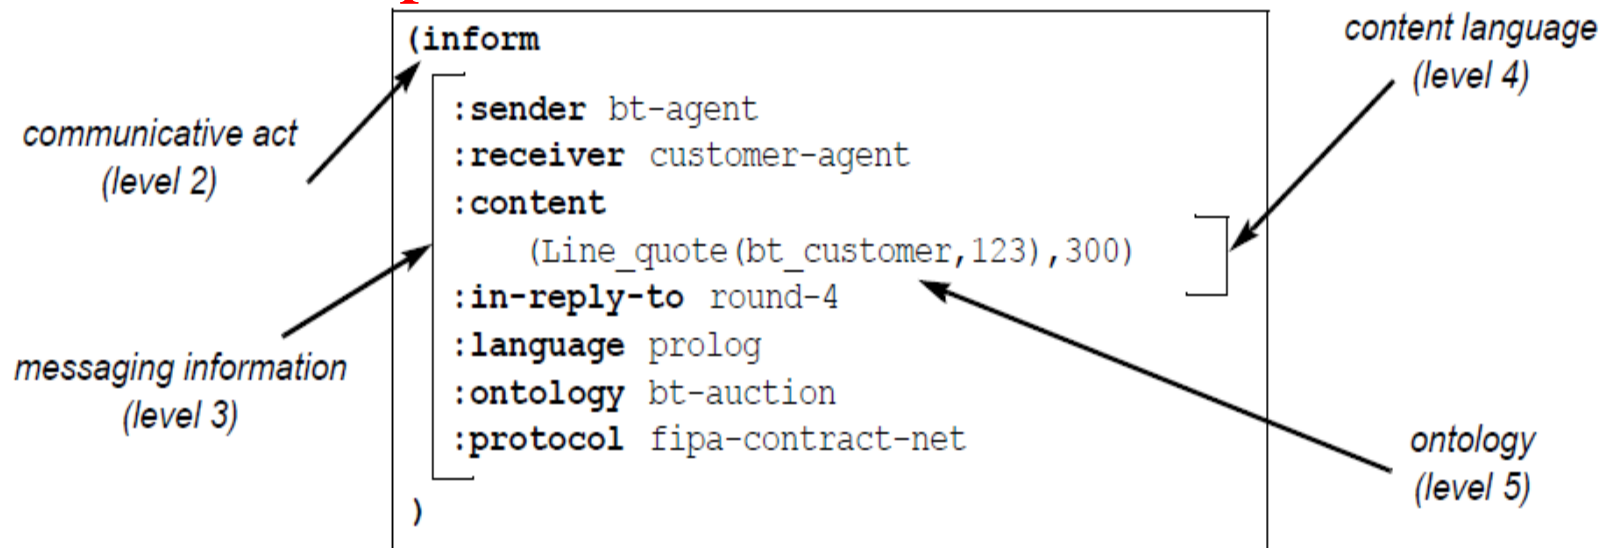 (inform
:sender bt-agent
:receiver customer-agent
:content
(Line_quote(bt_customer,123),300)
:in-reply-to round-4
:language prolog
:ontology bt-auction
:protocol fipa-contract-net
)
communicative act
(level 2)
messaging information
(level 3)
content language
(level 4)
ontology
(level 5)